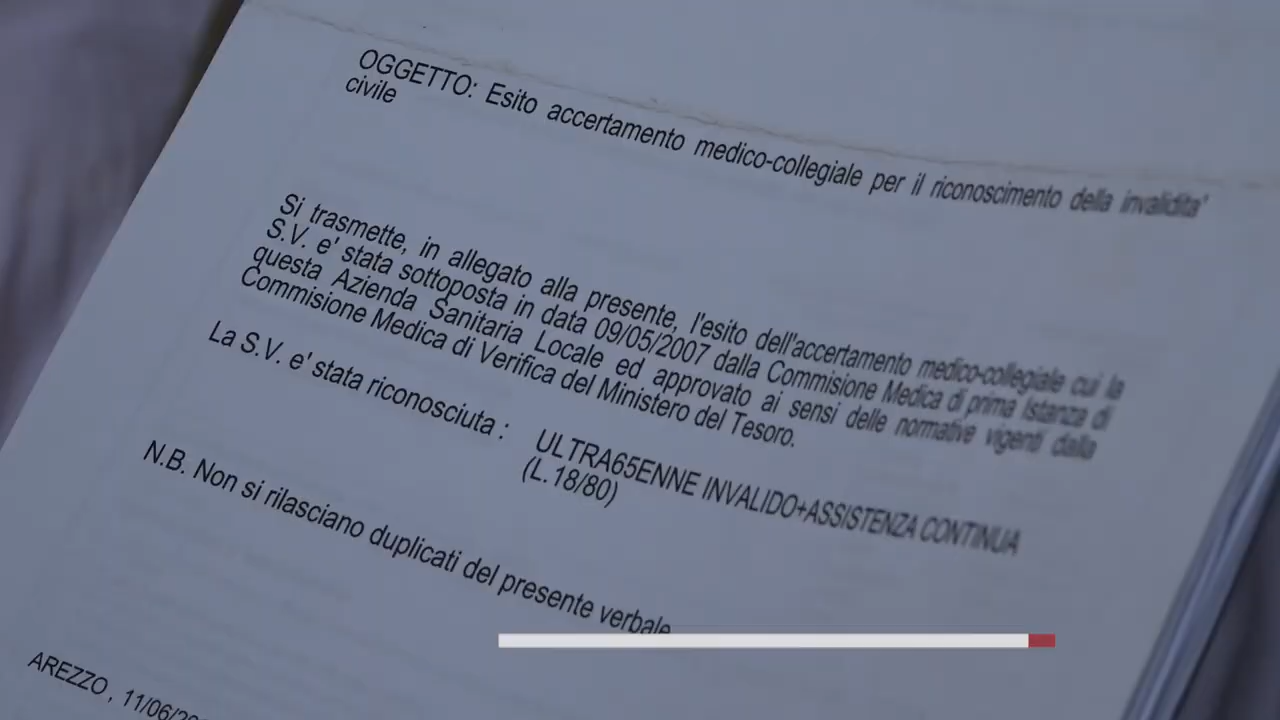 OGGETTO: Esito accertamento medico-collegiale per il riconoscimento della invalidita'
civile
Si trasmette, in allegato alla presente, l'esito dell'accertamento medico-collegiale cui la
S.V. e' stata sottoposta in data 09/05/2007 dalla Commisione Medica di prima Istanza di
questa Azienda Sanitaria Locale ed approvato ai sensi delle normative vigenti dalla
Commisione Medica di Verifica del Ministero del Tesoro.
La S.V. e' stata riconosciuta : ULTRA65ENNE INVALIDO+ASSISTENZA CONTINUA
(L.18/80)
N.B. Non si rilasciano duplicati del presente verbale
AREZZO , 11/06/